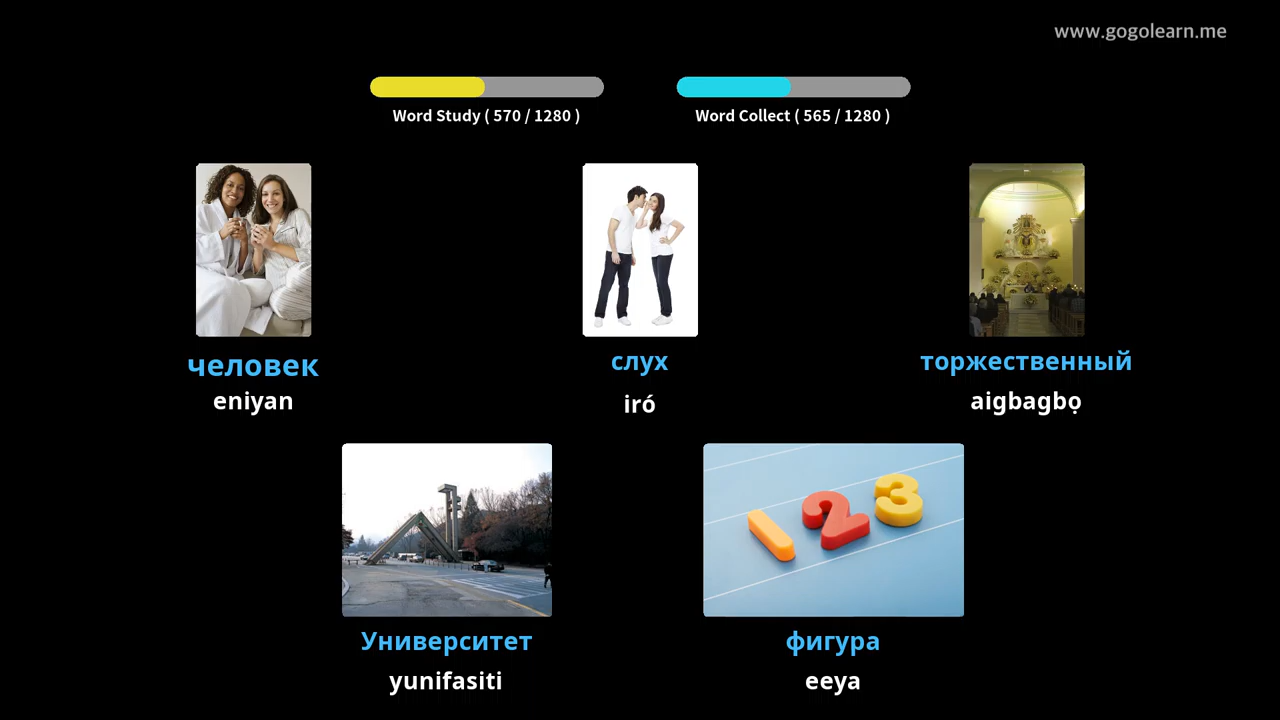 www.gogolearn.me
Word Study ( 570 / 1280 )
Word Collect ( 565 / 1280 )
человек
eniyan
слух
iró
торжественный
aigbagbọ
Университет
yunifasiti
фигура
eeya